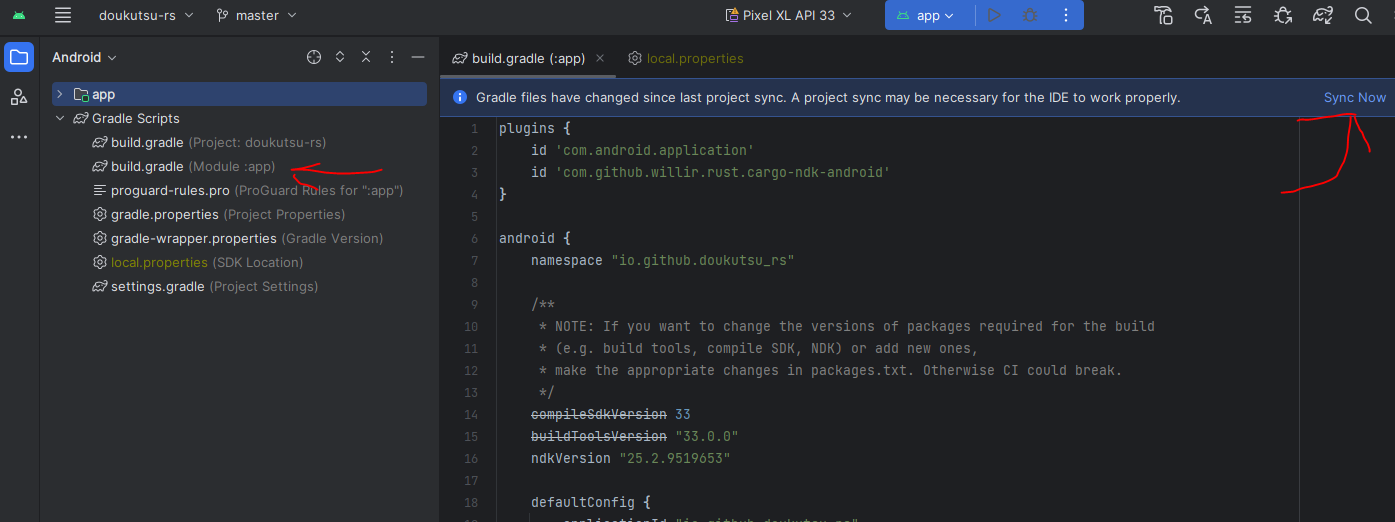 doukutsu-rs master Pixel XL API 33 app
Android
build.gradle (:app) local.properties
Gradle files have changed since last project sync. A project sync may be necessary for the IDE to work properly. Sync Now
app
Gradle Scripts
build.gradle (Project: doukutsu-rs)
build.gradle (Module :app)
proguard-rules.pro (ProGuard Rules for ":app")
gradle.properties (Project Properties)
gradle-wrapper.properties (Gradle Version)
local.properties (SDK Location)
settings.gradle (Project Settings)
1 plugins {
2 id 'com.android.application'
3 id 'com.github.willir.rust.cargo-ndk-android'
4 }
5
6 android {
7 namespace "io.github.doukutsu_rs"
8
9 /**
10 * NOTE: If you want to change the versions of packages required for the build
11 * (e.g. build tools, compile SDK, NDK) or add new ones,
12 * make the appropriate changes in packages.txt. Otherwise CI could break.
13 */
14 compileSdkVersion 33
15 buildToolsVersion "33.0.0"
16 ndkVersion "25.2.9519653"
17
18 defaultConfig {